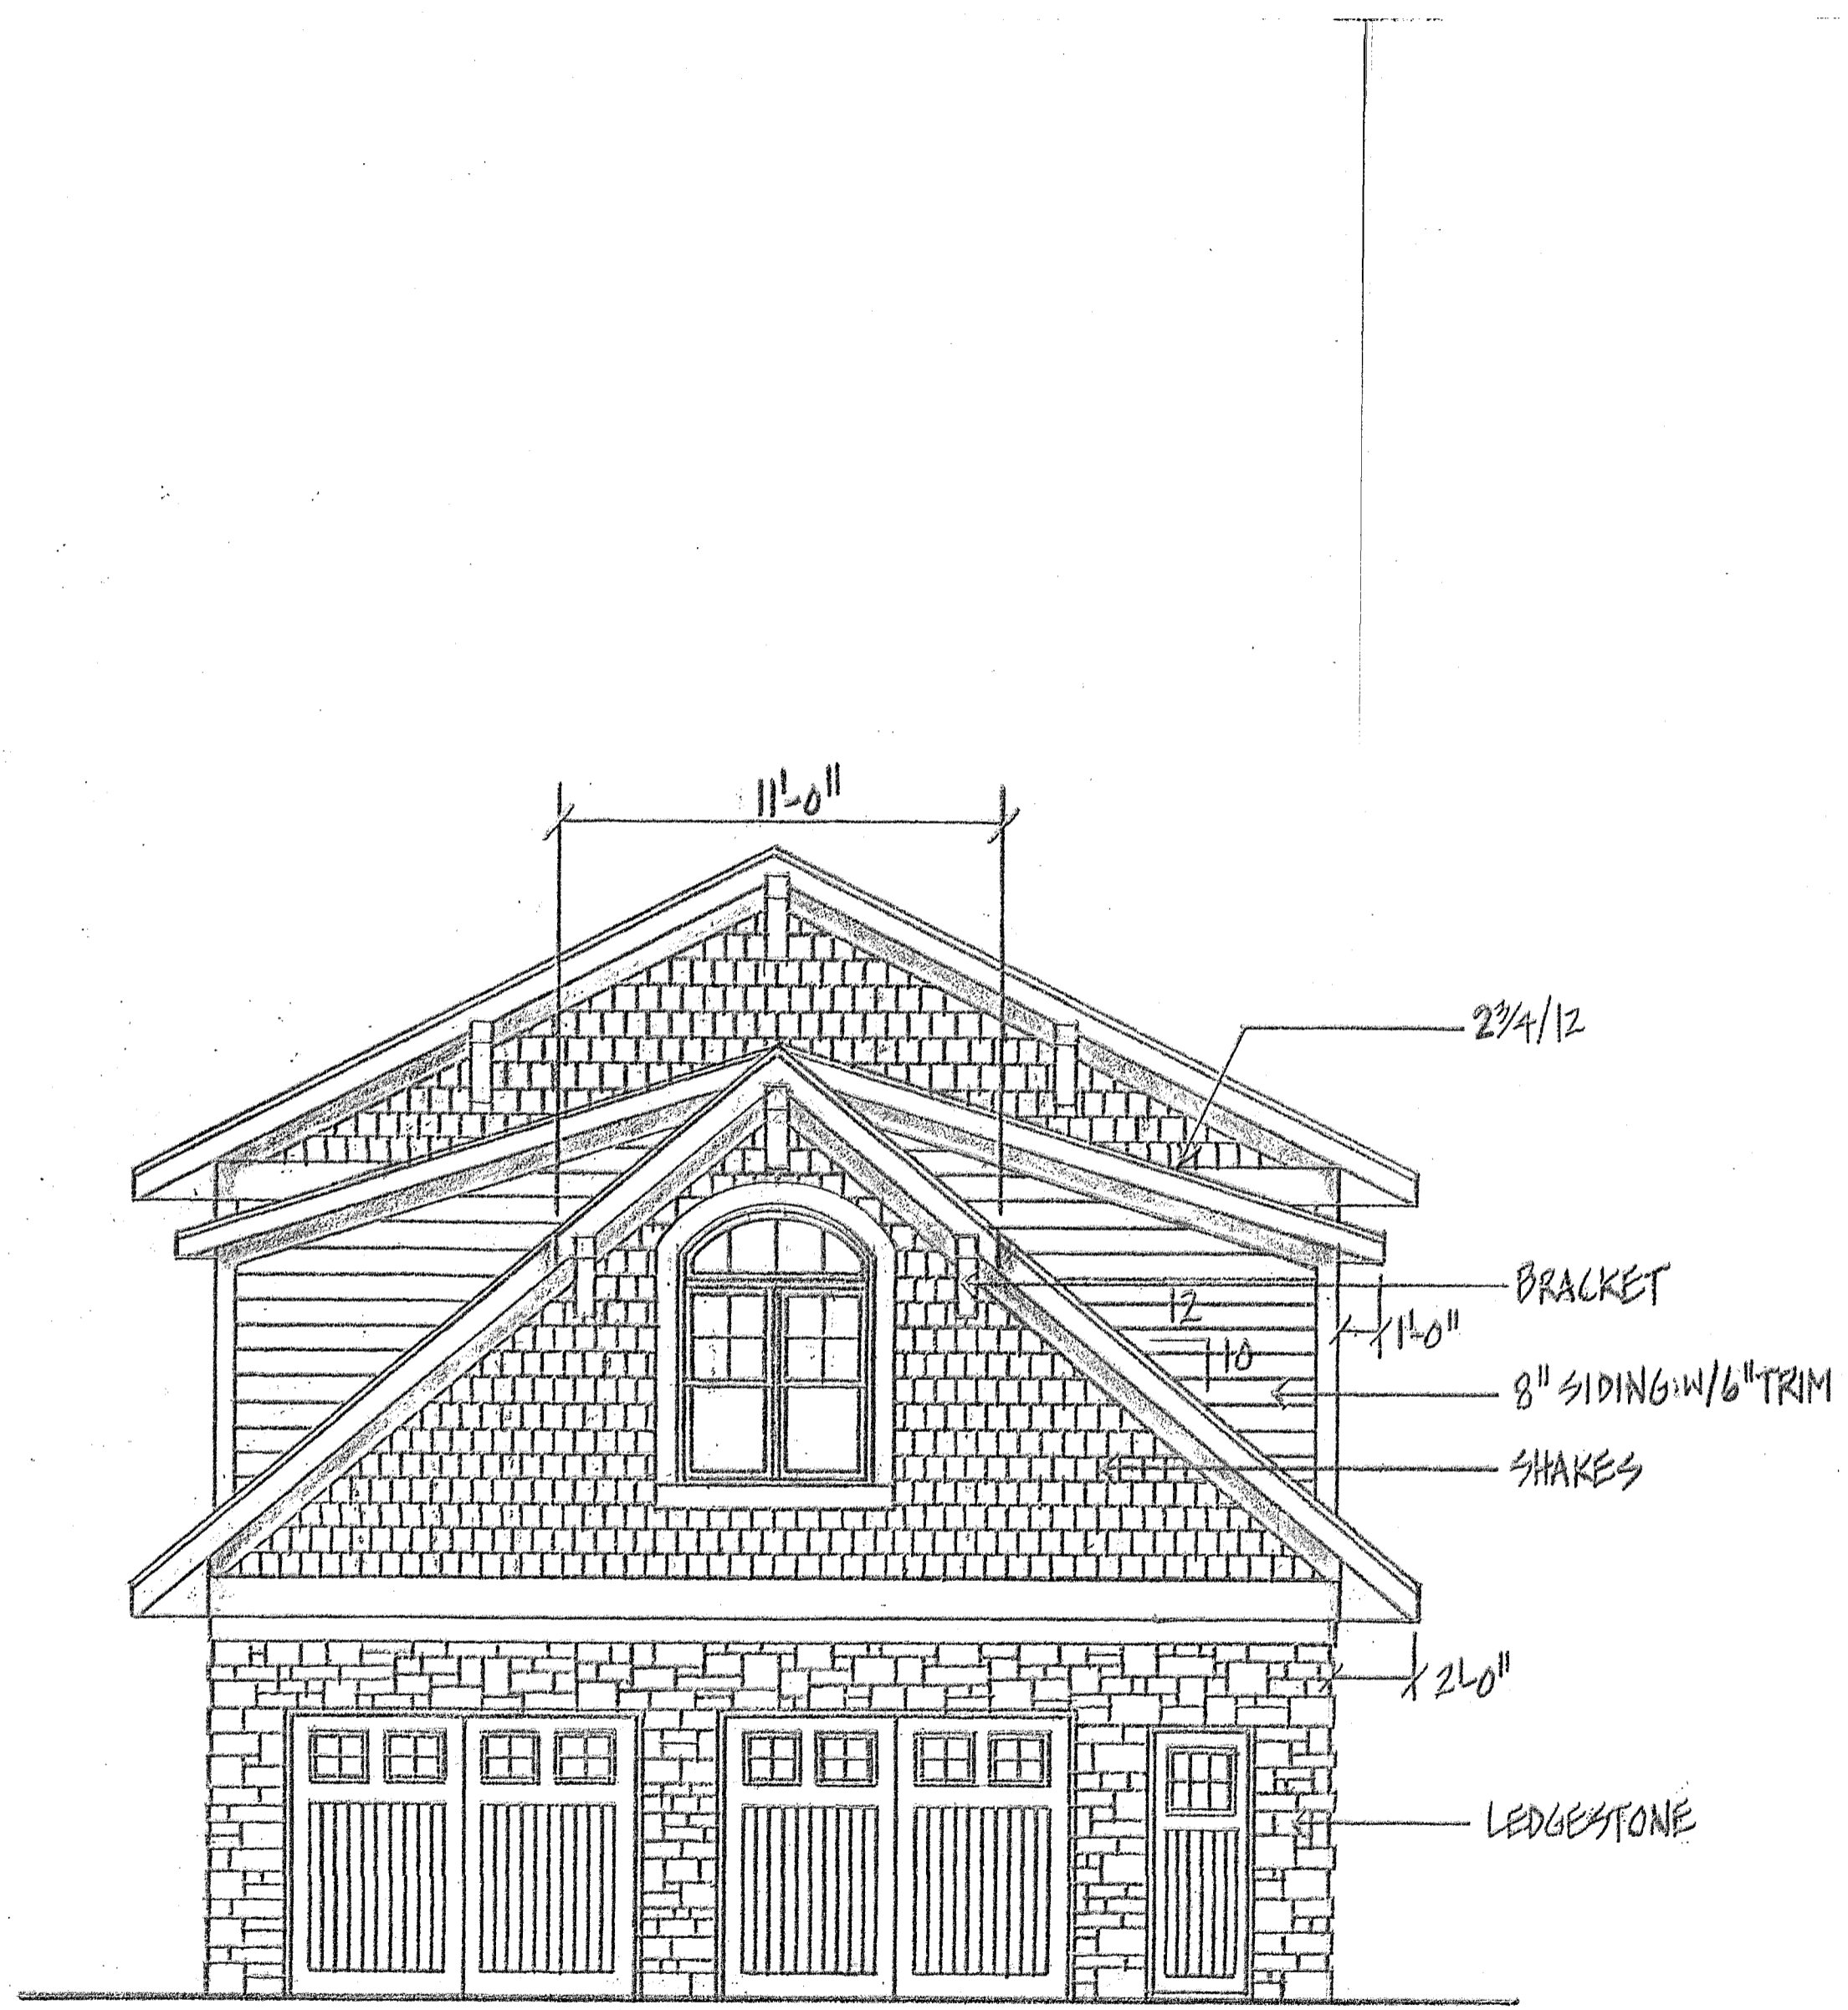 11'-0"
2 3/4/12
BRACKET
12
10
1'-0"
8" SIDING W/6" TRIM
SHAKES
2'-0"
LEDGESTONE